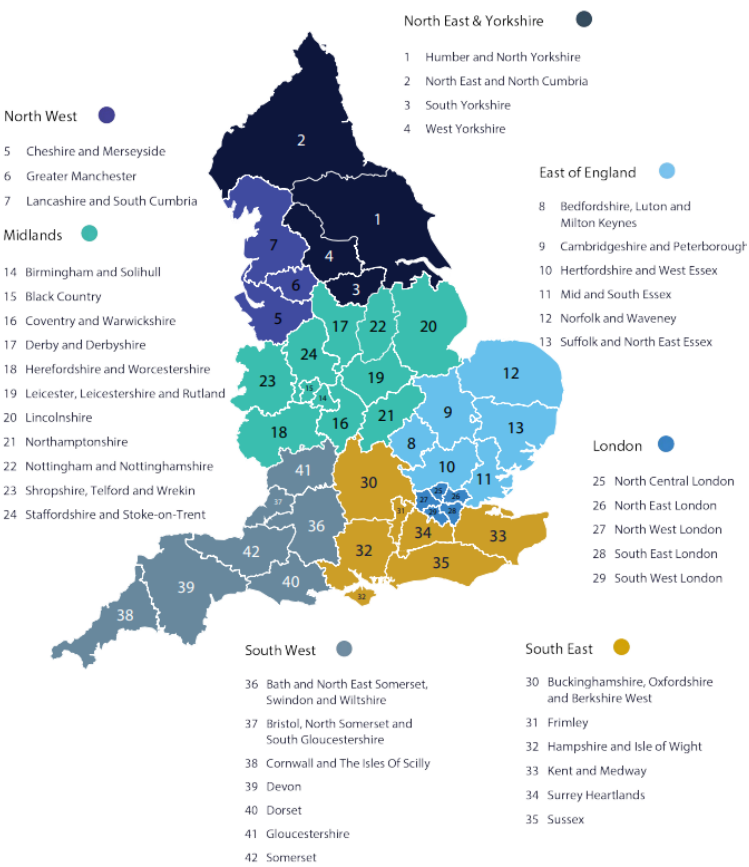 North East & Yorkshire
1 Humber and North Yorkshire
2 North East and North Cumbria
3 South Yorkshire
4 West Yorkshire
North West
5 Cheshire and Merseyside
6 Greater Manchester
7 Lancashire and South Cumbria
Midlands
14 Birmingham and Solihull
15 Black Country
16 Coventry and Warwickshire
17 Derby and Derbyshire
18 Herefordshire and Worcestershire
19 Leicester, Leicestershire and Rutland
20 Lincolnshire
21 Northamptonshire
22 Nottingham and Nottinghamshire
23 Shropshire, Telford and Wrekin
24 Staffordshire and Stoke-on-Trent
East of England
8 Bedfordshire, Luton and
Milton Keynes
9 Cambridgeshire and Peterborough
10 Hertfordshire and West Essex
11 Mid and South Essex
12 Norfolk and Waveney
13 Suffolk and North East Essex
London
25 North Central London
26 North East London
27 North West London
28 South East London
29 South West London
South West
36 Bath and North East Somerset,
Swindon and Wiltshire
37 Bristol, North Somerset and
South Gloucestershire
38 Cornwall and The Isles Of Scilly
39 Devon
40 Dorset
41 Gloucestershire
42 Somerset
South East
30 Buckinghamshire, Oxfordshire
and Berkshire West
31 Frimley
32 Hampshire and Isle of Wight
33 Kent and Medway
34 Surrey Heartlands
35 Sussex
2
1
7
4
6
3
5
17
22
20
24
19
23
15
14
12
9
21
16
18
13
8
10
11
41
30
25
26
27
37
31
29
28
36
34
33
32
42
35
40
39
32
38